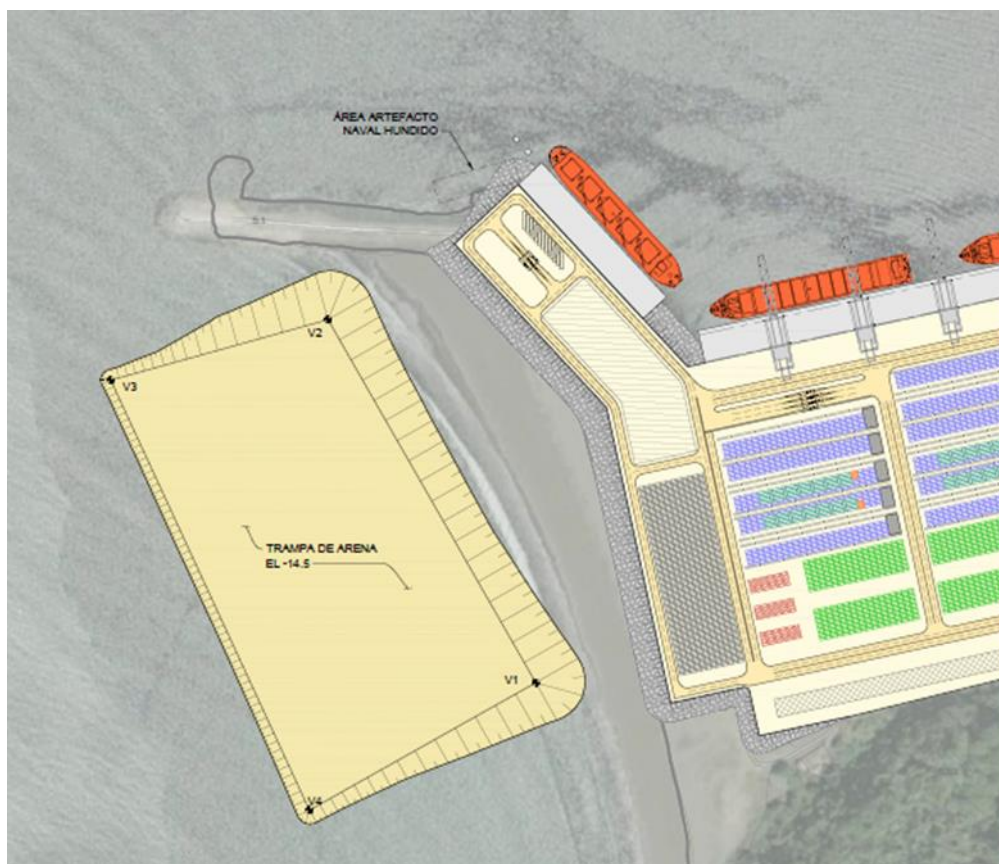 ÁREA ARTEFACTO
NAVAL HUNDIDO
V2
V3
TRAMPA DE ARENA
EL -14.5
V1
V4